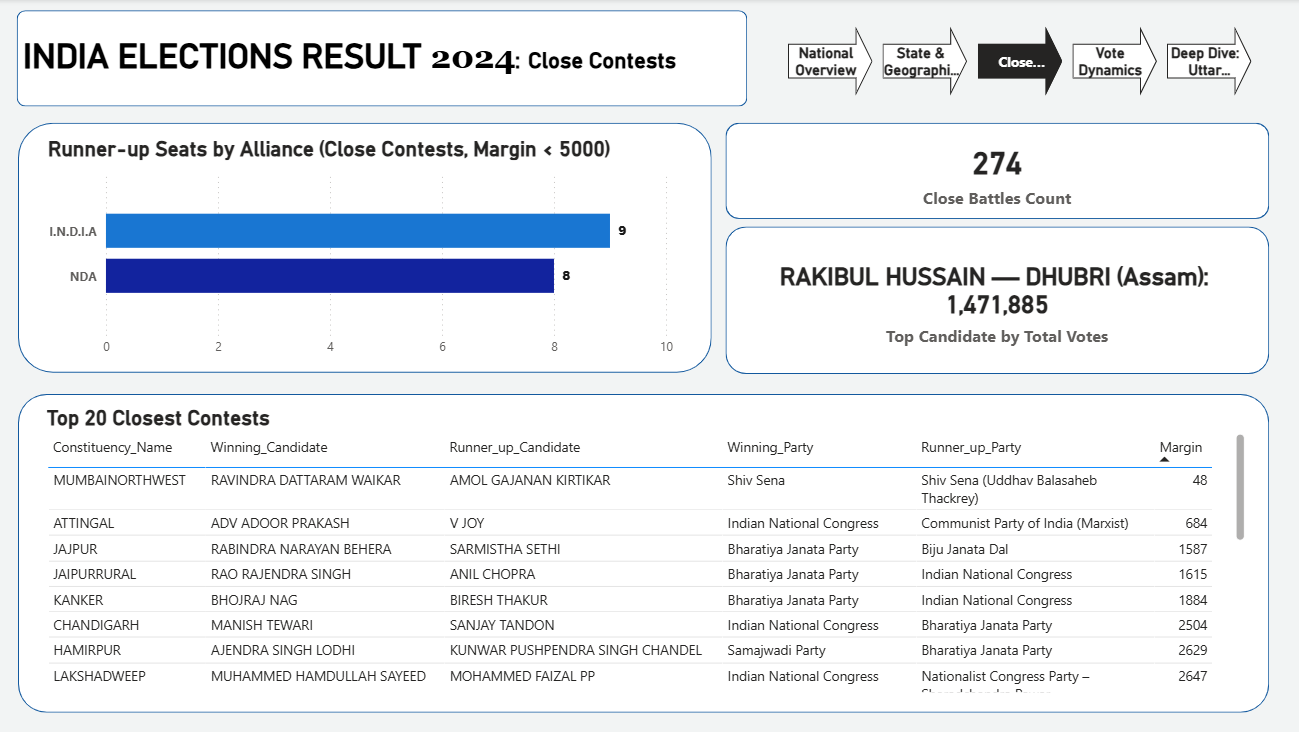 INDIA ELECTIONS RESULT 2024: Close Contests
National Overview
State & Geographi...
Close...
Vote Dynamics
Deep Dive: Uttar...
Runner-up Seats by Alliance (Close Contests, Margin < 5000)
I.N.D.I.A 9
NDA 8
0 2 4 6 8 10
274
Close Battles Count
RAKIBUL HUSSAIN — DHUBRI (Assam):
1,471,885
Top Candidate by Total Votes
Top 20 Closest Contests
Constituency_Name Winning_Candidate Runner_up_Candidate Winning_Party Runner_up_Party Margin
MUMBAINORTHWEST RAVINDRA DATTARAM WAIKAR AMOL GAJANAN KIRTIKAR Shiv Sena Shiv Sena (Uddhav Balasaheb Thackrey) 48
ATTINGAL ADV ADOOR PRAKASH V JOY Indian National Congress Communist Party of India (Marxist) 684
JAJPUR RABINDRA NARAYAN BEHERA SARMISTHA SETHI Bharatiya Janata Party Biju Janata Dal 1587
JAIPURRURAL RAO RAJENDRA SINGH ANIL CHOPRA Bharatiya Janata Party Indian National Congress 1615
KANKER BHOJRAJ NAG BIRESH THAKUR Bharatiya Janata Party Indian National Congress 1884
CHANDIGARH MANISH TEWARI SANJAY TANDON Indian National Congress Bharatiya Janata Party 2504
HAMIRPUR AJENDRA SINGH LODHI KUNWAR PUSHPENDRA SINGH CHANDEL Samajwadi Party Bharatiya Janata Party 2629
LAKSHADWEEP MUHAMMED HAMDULLAH SAYEED MOHAMMED FAIZAL PP Indian National Congress Nationalist Congress Party – 2647